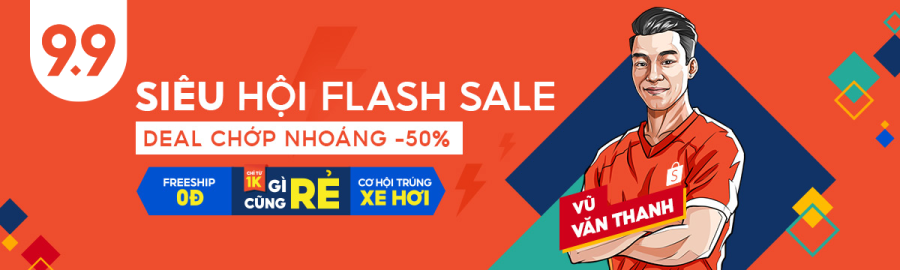 9.9
SIÊU HỘI FLASH SALE
DEAL CHỚP NHOÁNG -50%
FREESHIP
0Đ
CHỈ TỪ
1K
GÌ
CŨNG
RẺ
CƠ HỘI TRÚNG
XE HƠI
S
VŨ
VĂN THANH